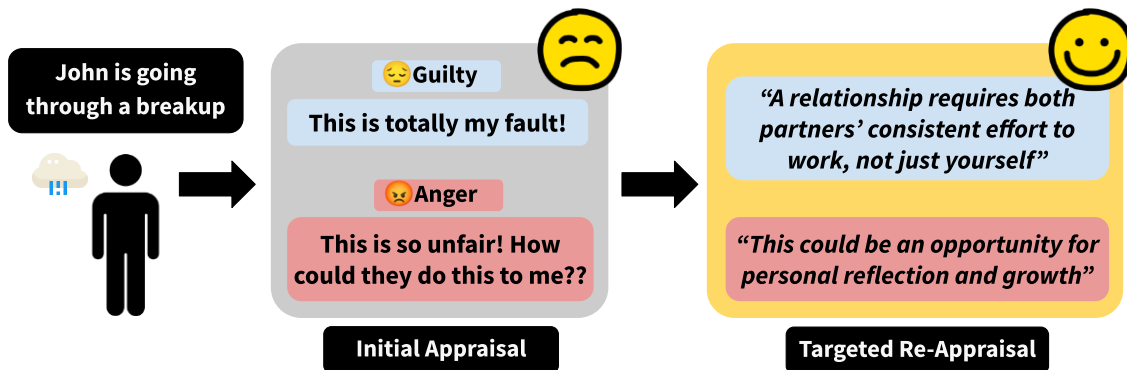 John is going
through a breakup
😔Guilty
This is totally my fault!
😡Anger
This is so unfair! How
could they do this to me??
Initial Appraisal
“A relationship requires both
partners’ consistent effort to
work, not just yourself”
“This could be an opportunity for
personal reflection and growth”
Targeted Re-Appraisal